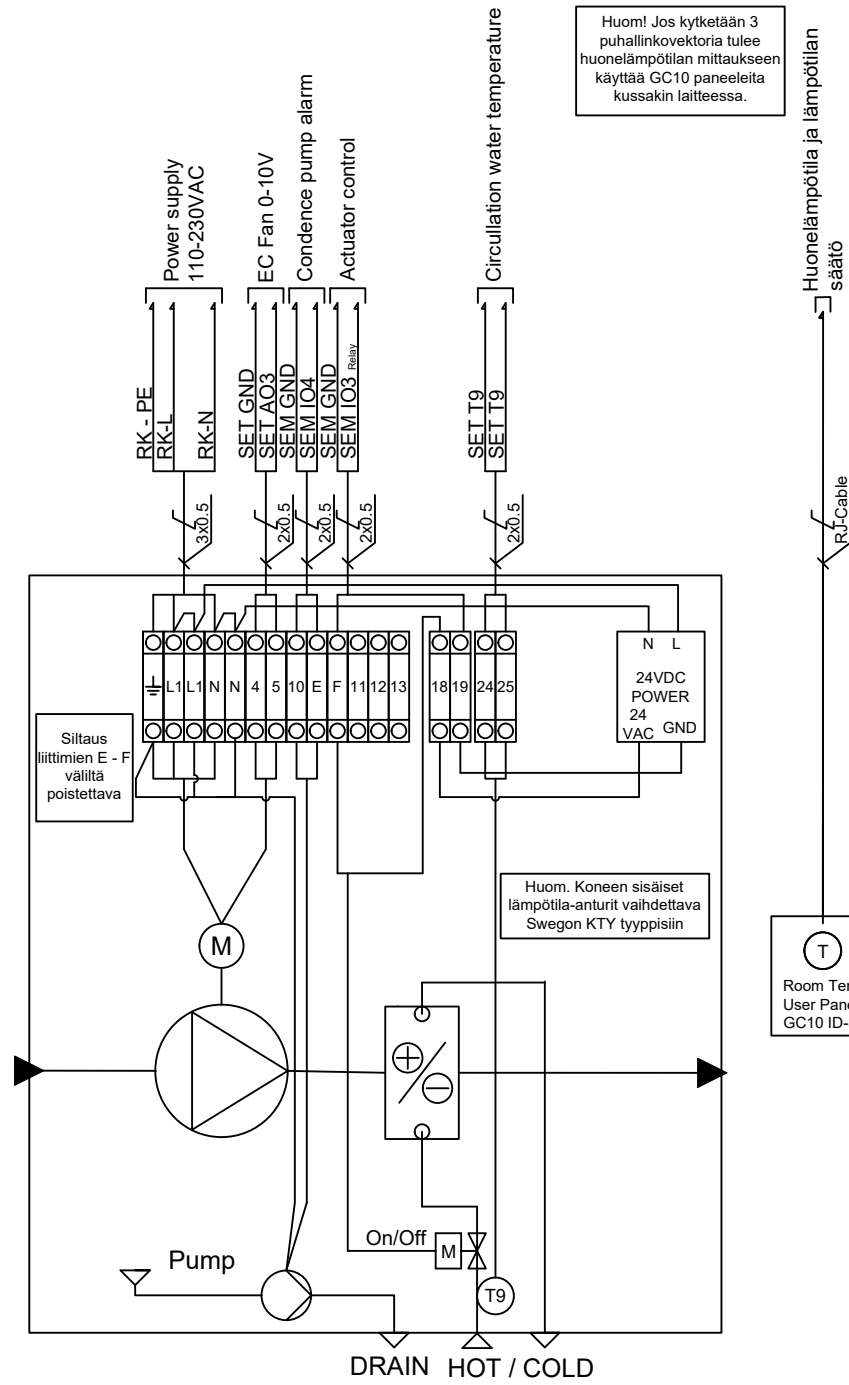 Huom! Jos kytketään 3
puhallinkovektoria tulee
huonelämpötilan mittaukseen
käyttää GC10 paneeleita
kussakin laitteessa.
Power supply
110-230VAC
EC Fan 0-10V
Condence pump alarm
Actuator control
Circullation water temperature
Huonelämpötila ja lämpötilan
säätö
RK - PE
RK-L
RK-N
SET GND
SET AO3
SEM GND
SEM IO4
SEM GND
SEM IO3 Relay
SET T9
SET T9
3x0.5
2x0.5
2x0.5
2x0.5
2x0.5
RJ-Cable
L1 L1 N N 4 5 10 E F 11 12 13
18 19 24 25
N L
24VDC
POWER
24
VAC GND
Siltaus
liittimien E - F
väliltä
poistettava
Huom. Koneen sisäiset
lämpötila-anturit vaihdettava
Swegon KTY tyyppisiin
M
T
Room Ter
User Pane
GC10 ID-
On/Off
M
Pump
T9
DRAIN HOT / COLD